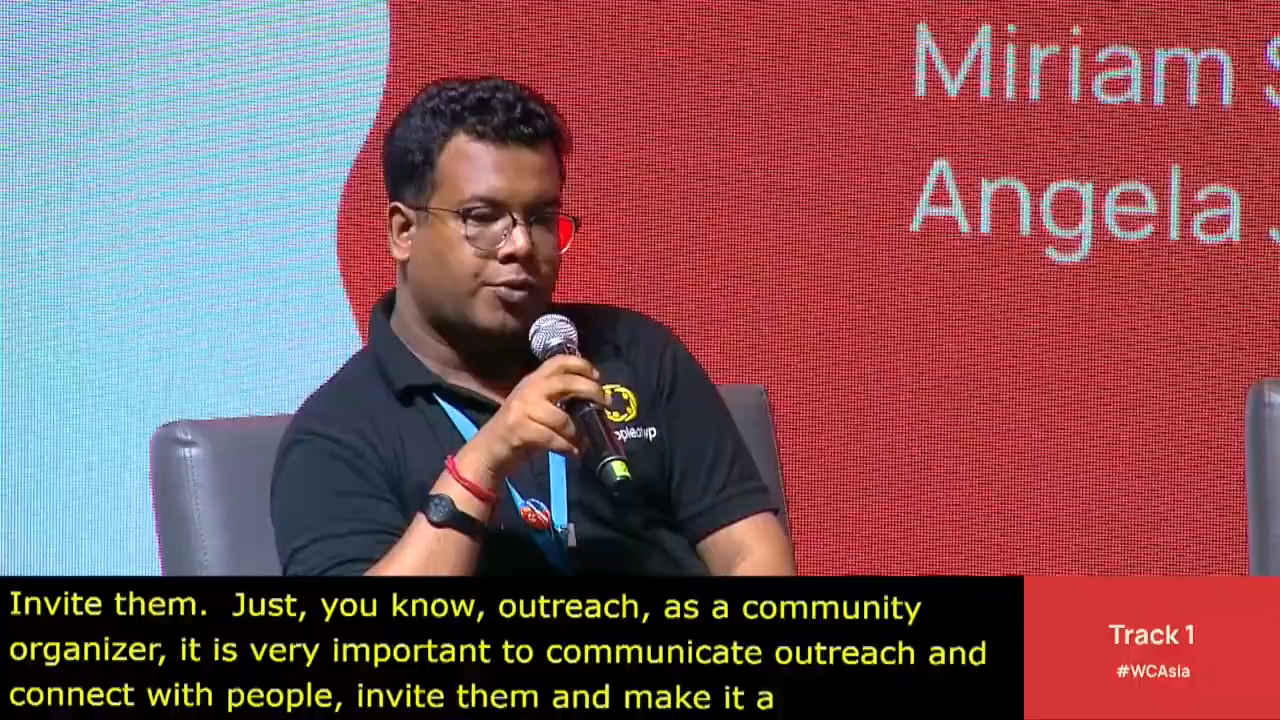 Miriam
Angela
Invite them.  Just, you know, outreach, as a community
organizer, it is very important to communicate outreach and
connect with people, invite them and make it a
Track 1
#WCAsia